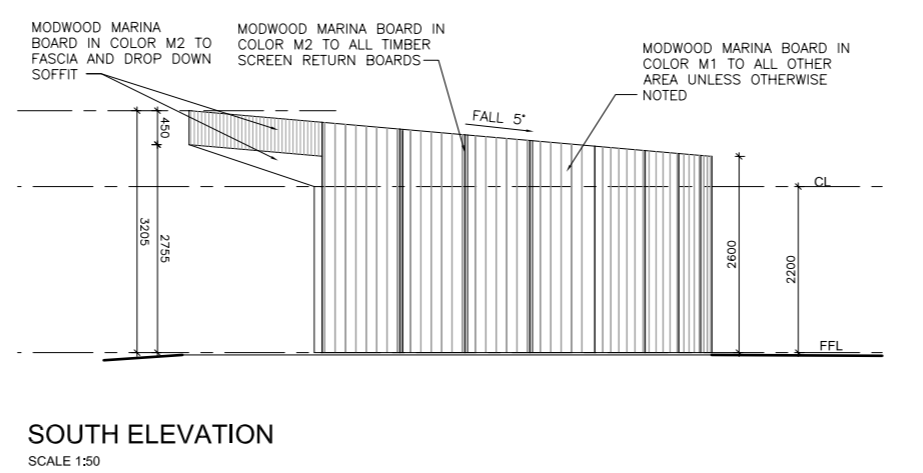 MODWOOD MARINA
BOARD IN COLOR M2 TO
FASCIA AND DROP DOWN
SOFFIT
MODWOOD MARINA BOARD IN
COLOR M2 TO ALL TIMBER
SCREEN RETURN BOARDS
MODWOOD MARINA BOARD IN
COLOR M1 TO ALL OTHER
AREA UNLESS OTHERWISE
NOTED
FALL 5°
450
3205
2755
2600
2200
CL
FFL
SOUTH ELEVATION
SCALE 1:50